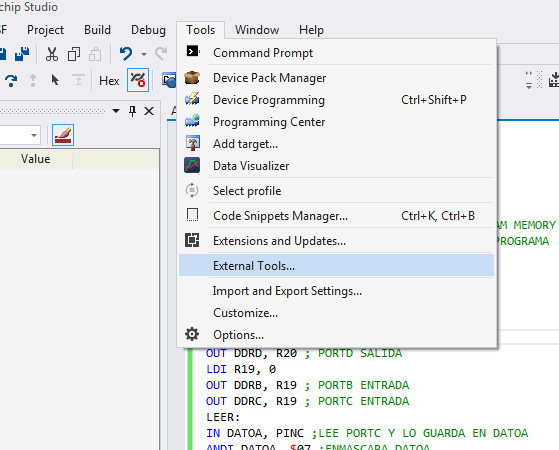 chip Studio
Project Build Debug Tools Window Help
Hex
Value
Command Prompt
Device Pack Manager
Device Programming Ctrl+Shift+P
Programming Center
Add target...
Data Visualizer
Select profile
Code Snippets Manager... Ctrl+K, Ctrl+B
Extensions and Updates...
External Tools...
Import and Export Settings...
Customize...
Options...
AM MEMORY
PROGRAMA
OUT DDRD, R20 ; PORTD SALIDA
LDI R19, 0
OUT DDRB, R19 ; PORTB ENTRADA
OUT DDRC, R19 ; PORTC ENTRADA
LEER:
IN DATOA, PINC ;LEE PORTC Y LO GUARDA EN DATOA
ANDI DATOA, $07 ;ENMASCARA DATOA